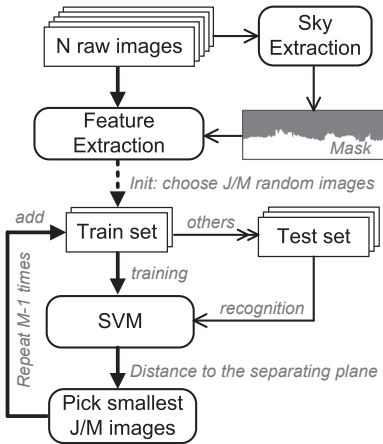 N raw images
Sky
Extraction
Feature
Extraction
Mask
Init: choose J/M random images
add
Train set
others
Test set
training
recognition
Repeat M-1 times
SVM
Distance to the separating plane
Pick smallest
J/M images